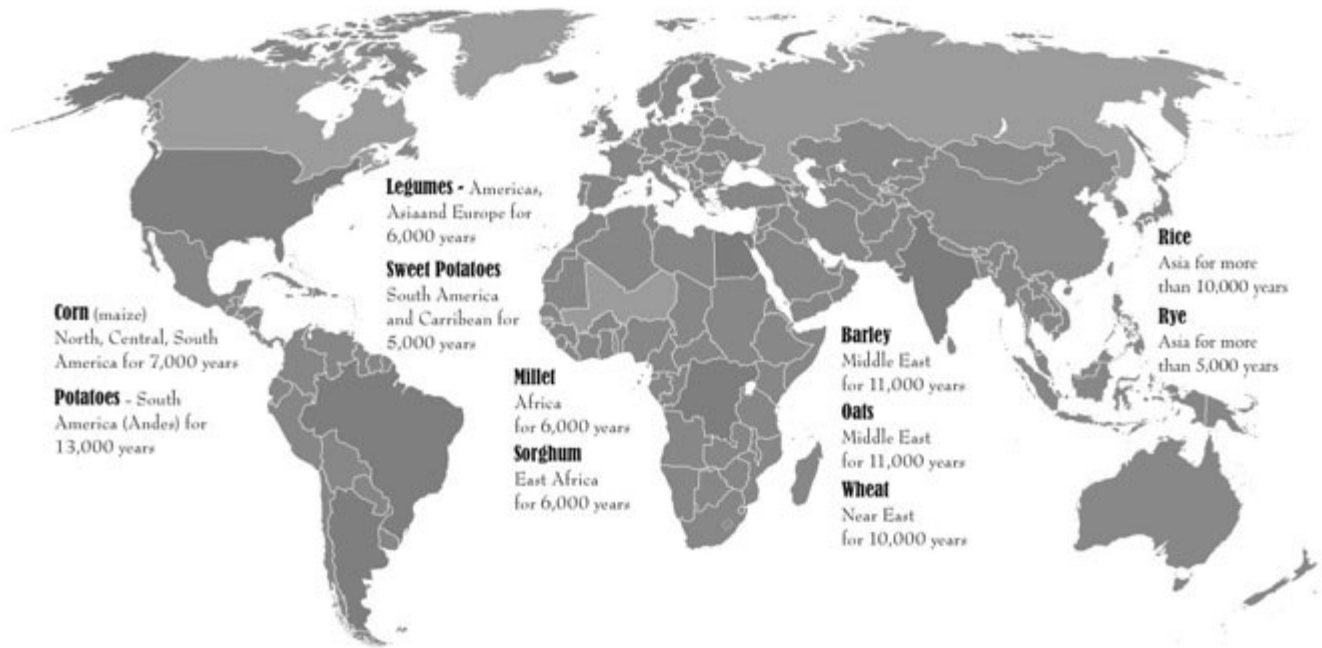 Legumes - Americas,
Asiaand Europe for
6,000 years
Sweet Potatoes
South America
and Carribean for
5,000 years
Corn (maize)
North, Central, South
America for 7,000 years
Potatoes - South
America (Andes) for
13,000 years
Millet
Africa
for 6,000 years
Sorghum
East Africa
for 6,000 years
Barley
Middle East
for 11,000 years
Oats
Middle East
for 11,000 years
Wheat
Near East
for 10,000 years
Rice
Asia for more
than 10,000 years
Rye
Asia for more
than 5,000 years